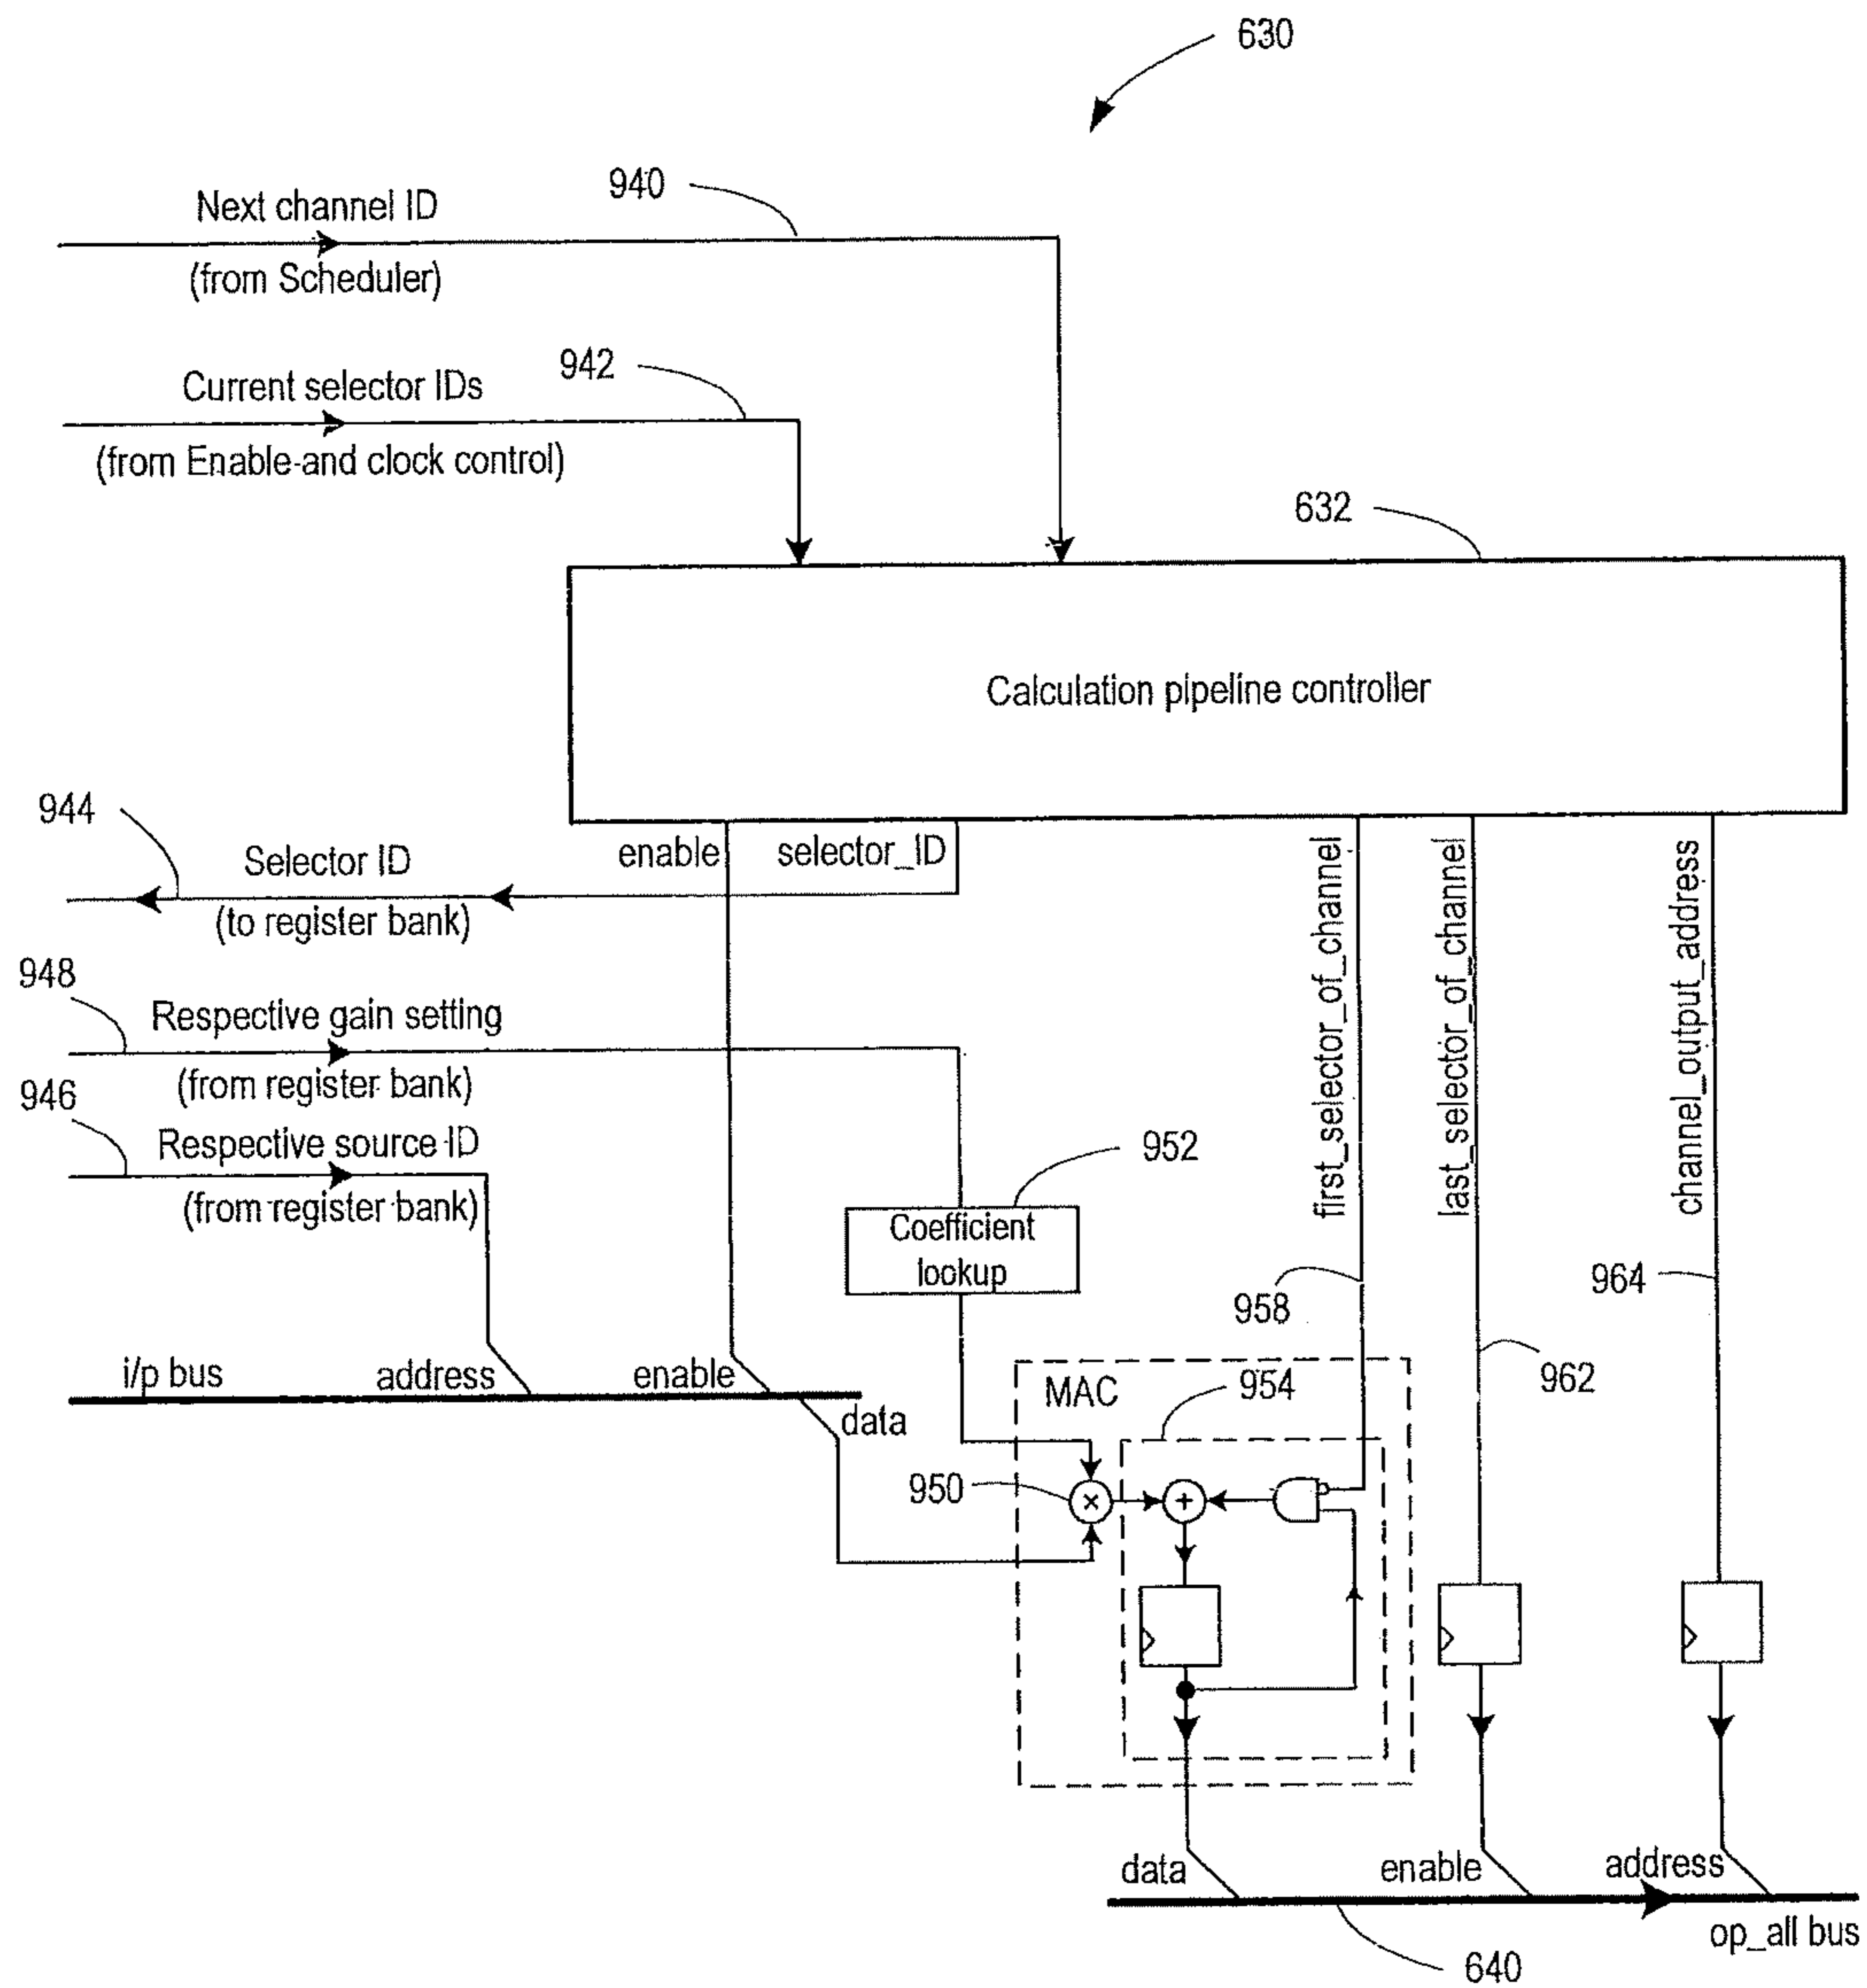 630
940
Next channel ID
(from Scheduler)
942
Current selector IDs
(from Enable-and clock control)
632
Calculation pipeline controller
944
enable
selector_ID
Selector ID
(to register bank)
first_selector_of_channel
last_selector_of_channel
channel_output_address
948
Respective gain setting
(from register bank)
946
Respective source ID
(from register bank)
952
Coefficient
lookup
958
964
962
i/p bus
address
enable
data
MAC
954
950
×
+
data
enable
address
op_all bus
640